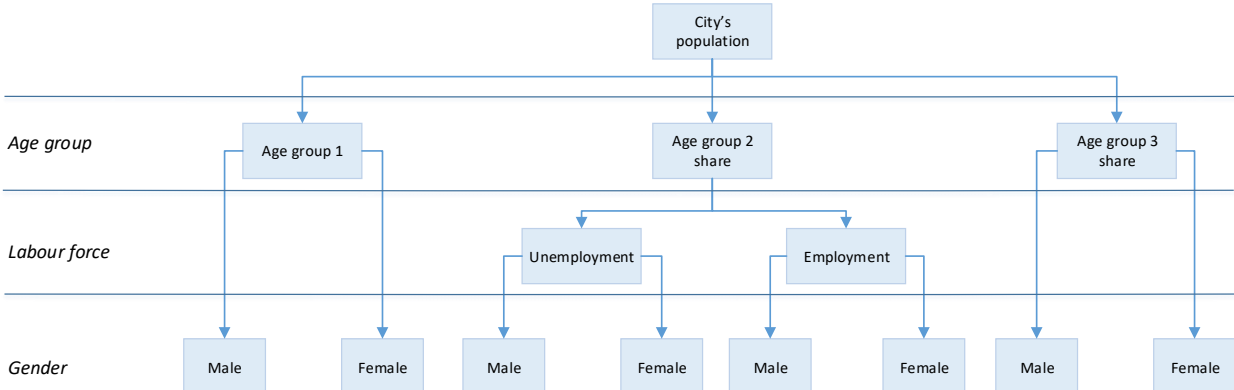 City's
population
Age group
Age group 1
Age group 2
share
Age group 3
share
Labour force
Unemployment
Employment
Gender
Male
Female
Male
Female
Male
Female
Male
Female